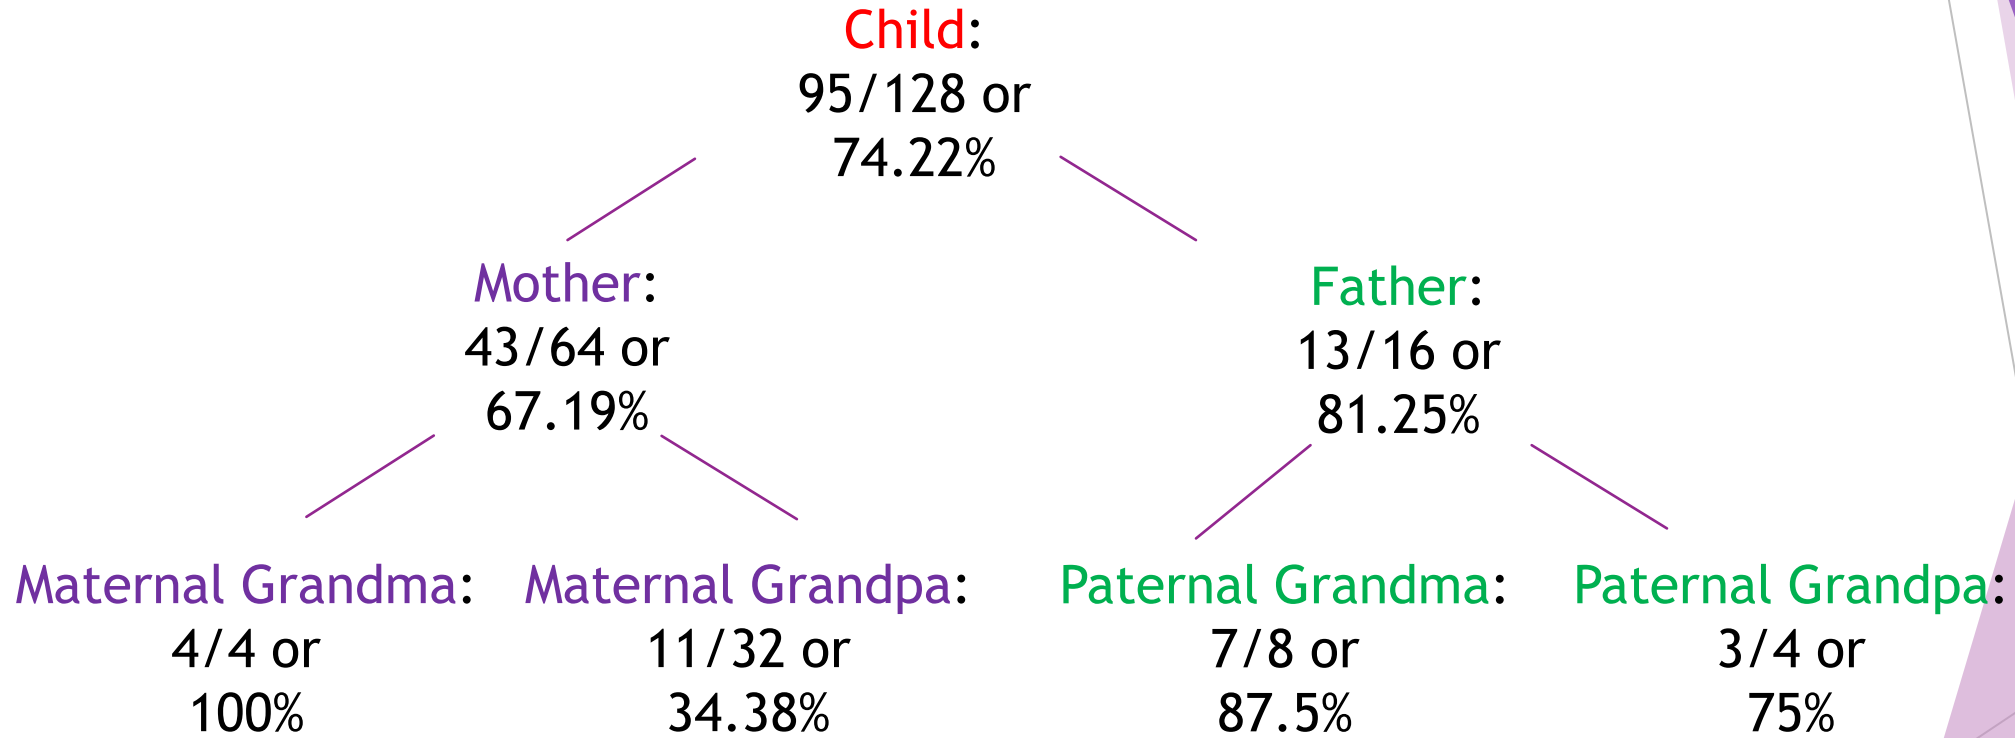 Child:
95/128 or
74.22%
Mother:
43/64 or
67.19%
Father:
13/16 or
81.25%
Maternal Grandma:
4/4 or
100%
Maternal Grandpa:
11/32 or
34.38%
Paternal Grandma:
7/8 or
87.5%
Paternal Grandpa:
3/4 or
75%